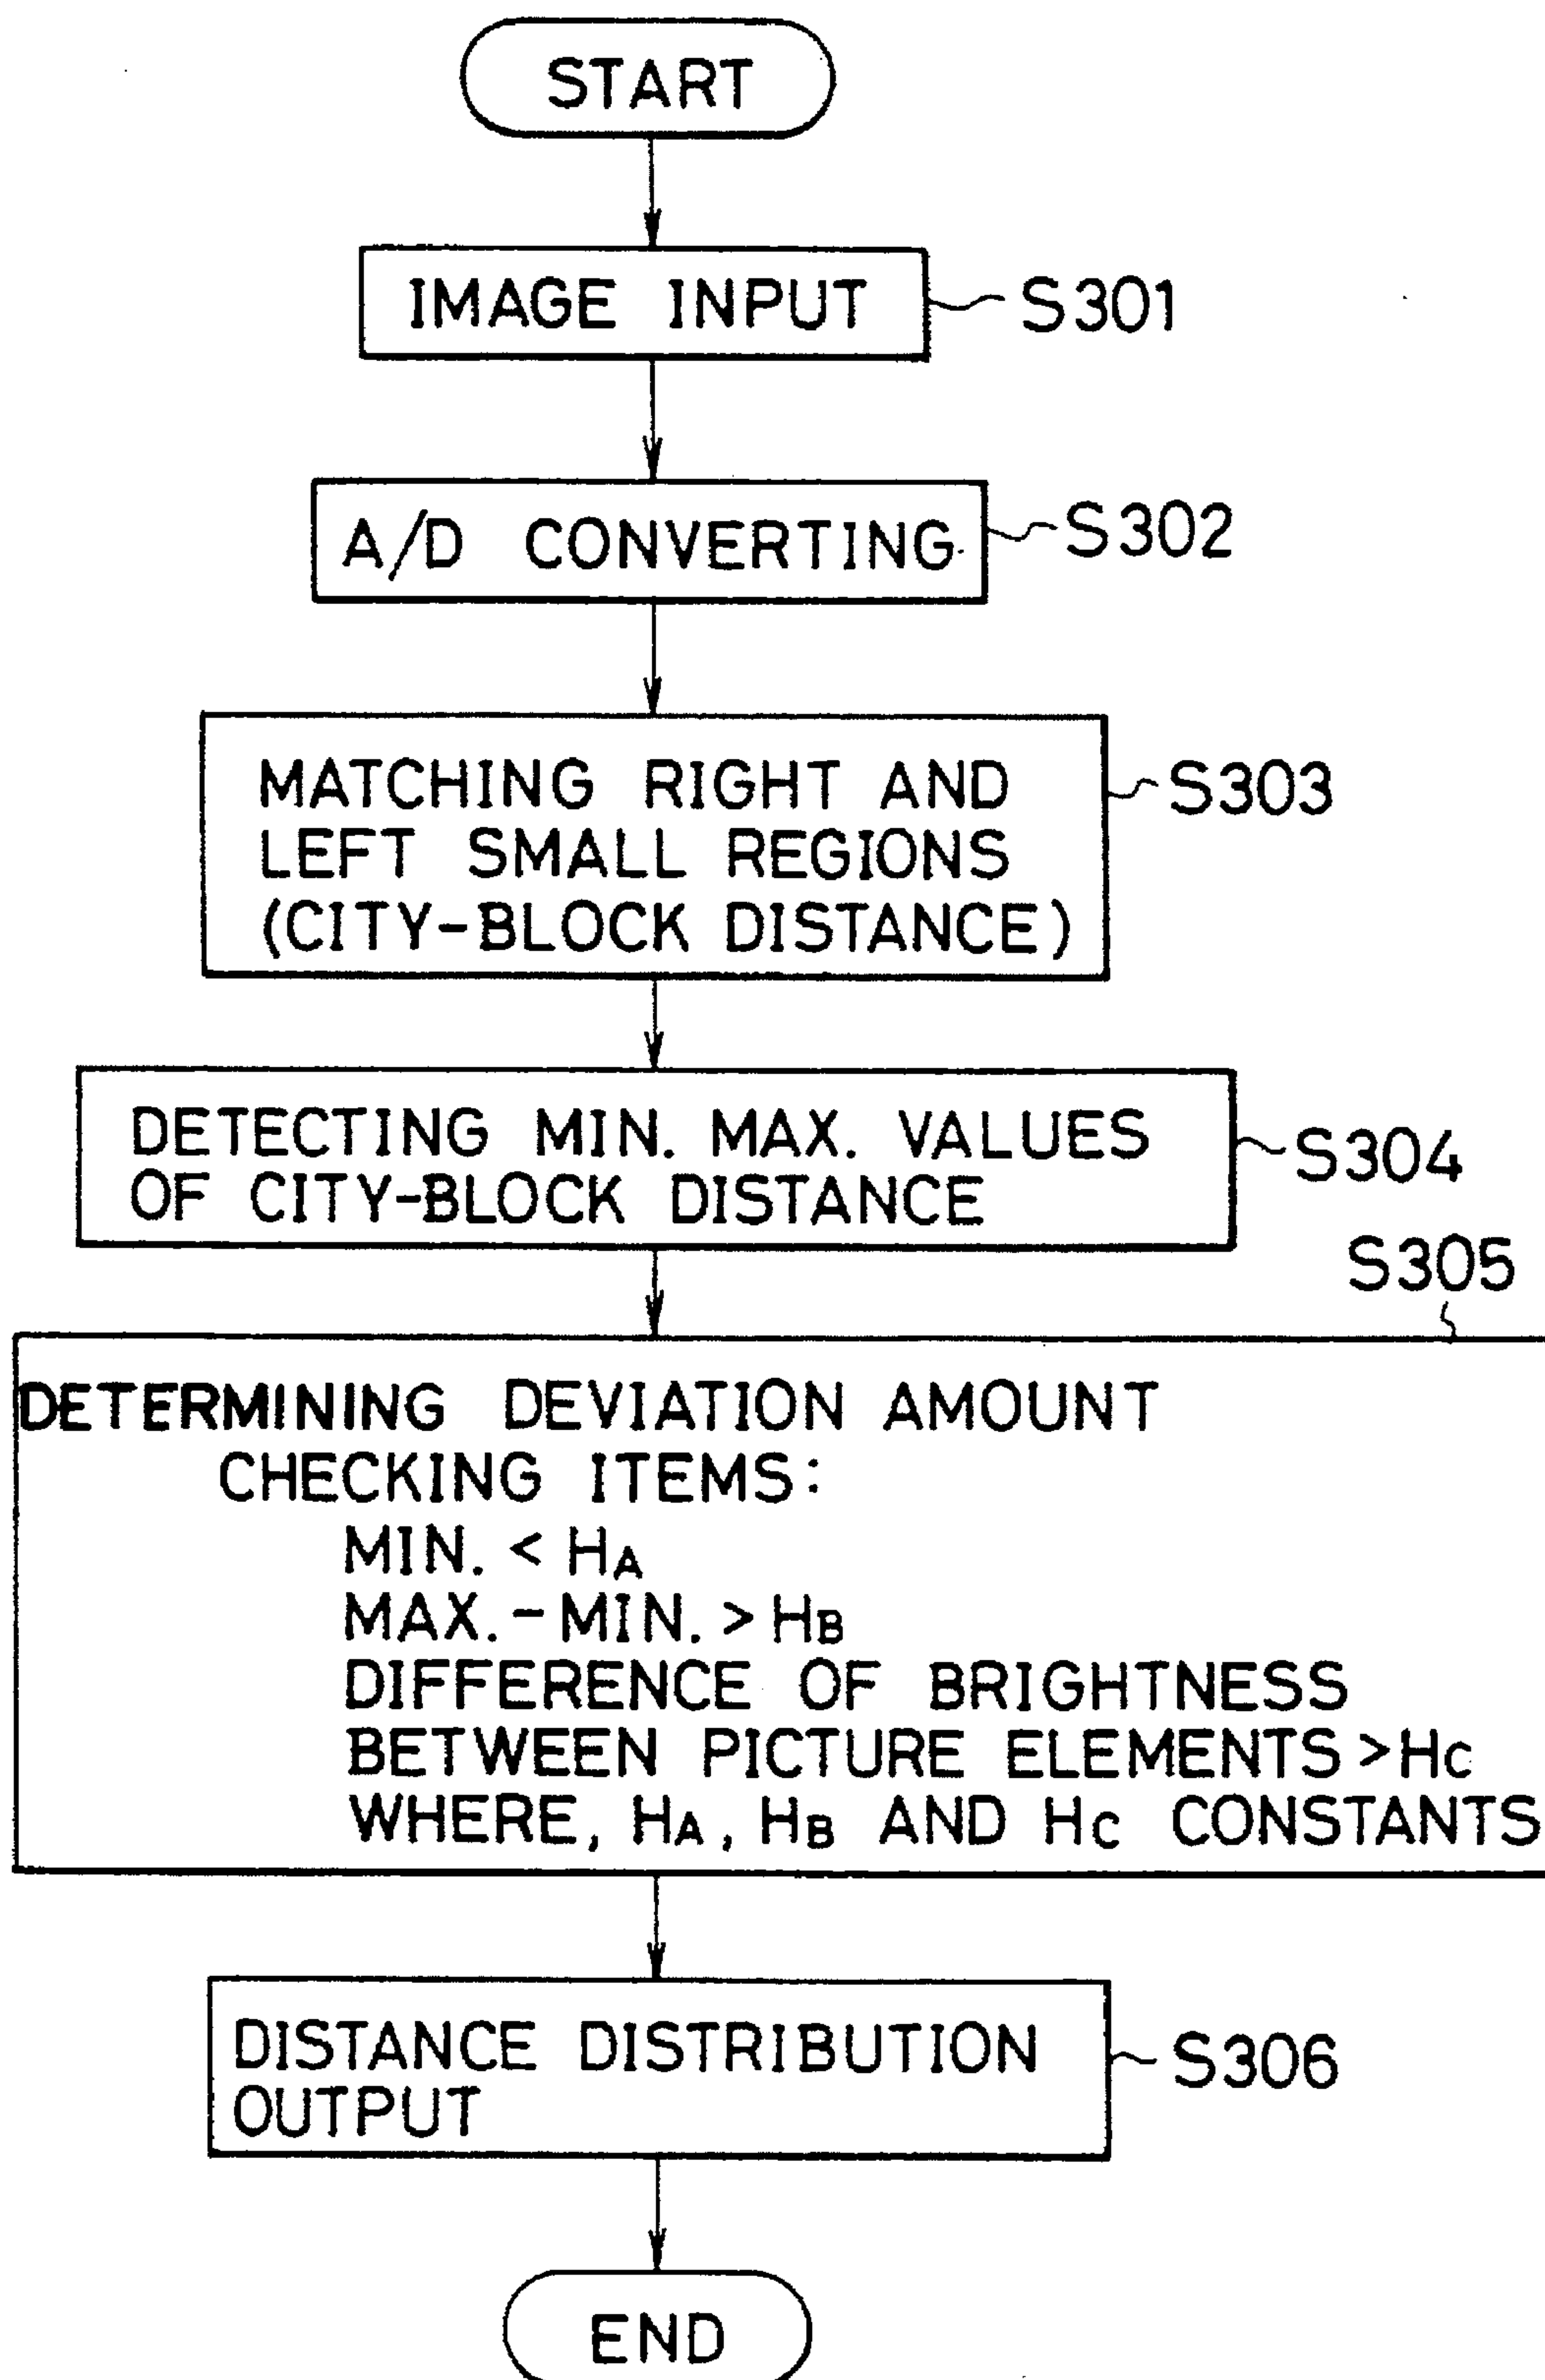 START
IMAGE INPUT
S301
A/D CONVERTING
S302
MATCHING RIGHT AND
LEFT SMALL REGIONS
(CITY-BLOCK DISTANCE)
S303
DETECTING MIN. MAX. VALUES
OF CITY-BLOCK DISTANCE
S304
S305
DETERMINING DEVIATION AMOUNT
CHECKING ITEMS:
MIN. < HA
MAX. - MIN. > HB
DIFFERENCE OF BRIGHTNESS
BETWEEN PICTURE ELEMENTS > HC
WHERE, HA, HB AND HC CONSTANTS
DISTANCE DISTRIBUTION
OUTPUT
S306
END